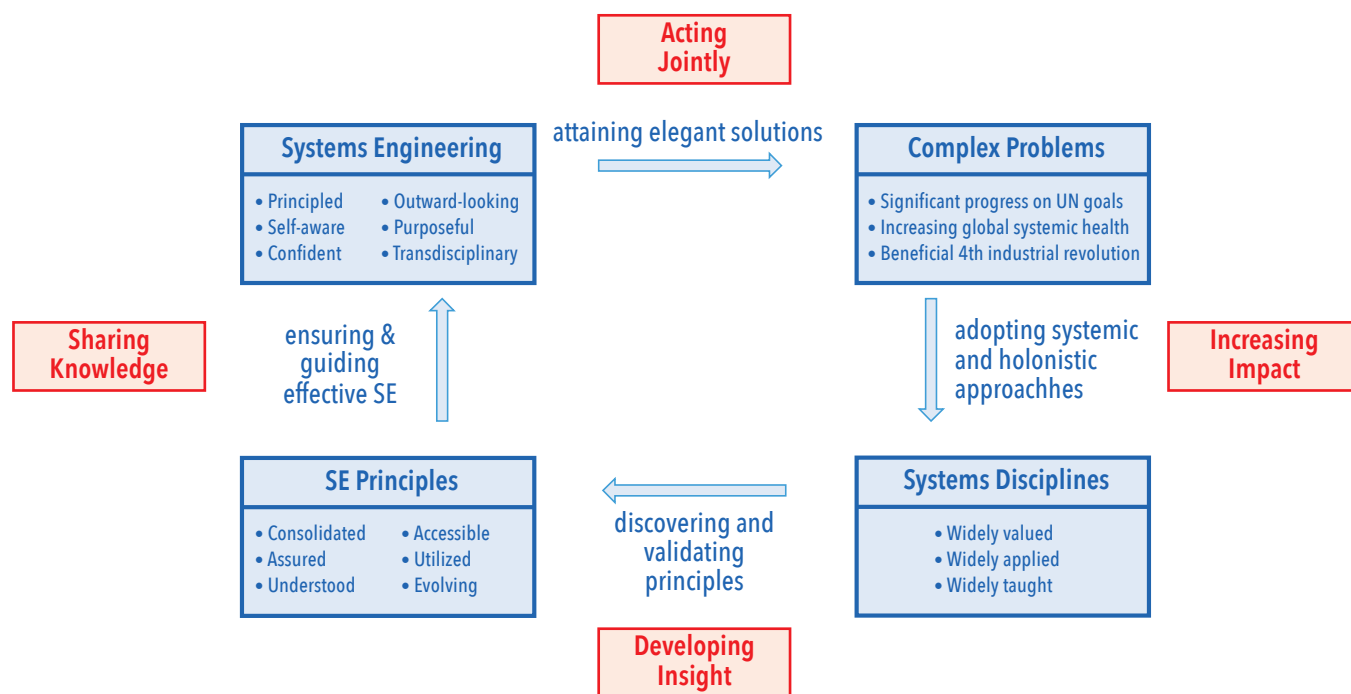 Acting
Jointly
Systems Engineering
• Principled
• Self-aware
• Confident
• Outward-looking
• Purposeful
• Transdisciplinary
attaining elegant solutions
Complex Problems
• Significant progress on UN goals
• Increasing global systemic health
• Beneficial 4th industrial revolution
Sharing
Knowledge
ensuring &
guiding
effective SE
adopting systemic
and holonistic
approachhes
Increasing
Impact
SE Principles
• Consolidated
• Assured
• Understood
• Accessible
• Utilized
• Evolving
discovering and
validating
principles
Systems Disciplines
• Widely valued
• Widely applied
• Widely taught
Developing
Insight